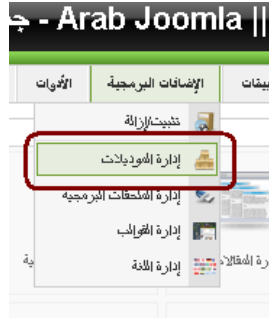 Arab Joomla ||
الإضافات البرمجية
الأدوات
تثبيت/إزالة
إدارة الموديلات
إدارة الملحقات البرمجية
إدارة القوالب
إدارة اللغة